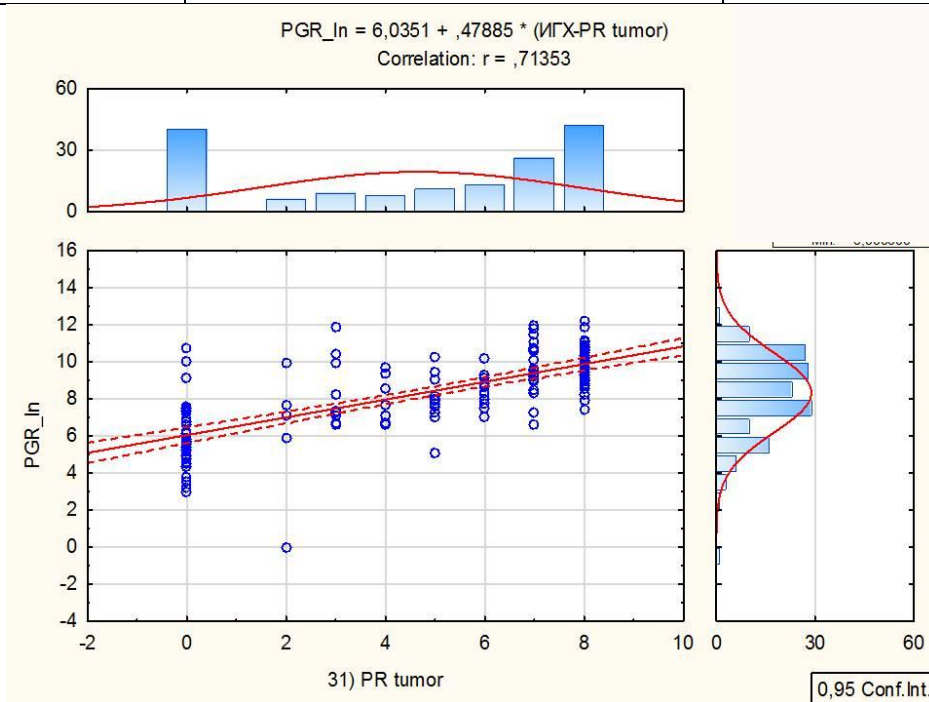 PGR_ln = 6,0351 + ,47885 * (ИГХ-PR tumor)
Correlation: r = ,71353
60
30
0
16
14
12
10
8
6
4
2
0
-2
-4
PGR_ln
-2 0 2 4 6 8 10
0 30 60
31) PR tumor
0,95 Conf.Int.